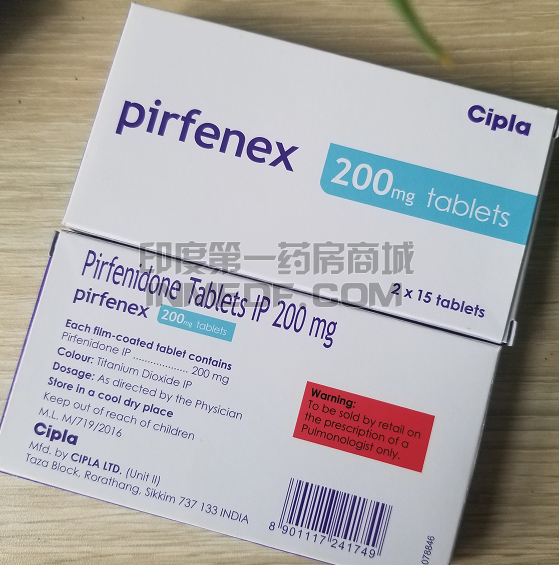 Cipla
pirfenex
200mg tablets
2 x 15 tablets
印度第一药房商城
Pirfenidone Tablets IP 200 mg
pirfenex 200mg tablets
Each film-coated tablet contains
Pirfenidone IP ................... 200 mg
Colour: Titanium Dioxide IP
Dosage: As directed by the Physician
Store in a cool dry place
Keep out of reach of children
M.L. M/719/2016
Cipla
Mfd. by CIPLA LTD. (Unit II)
Taza Block, Rorathang, Sikkim 737 133 INDIA
Warning:
To be sold by retail on
the prescription of a
Pulmonologist only.
8 901117 241749
078846